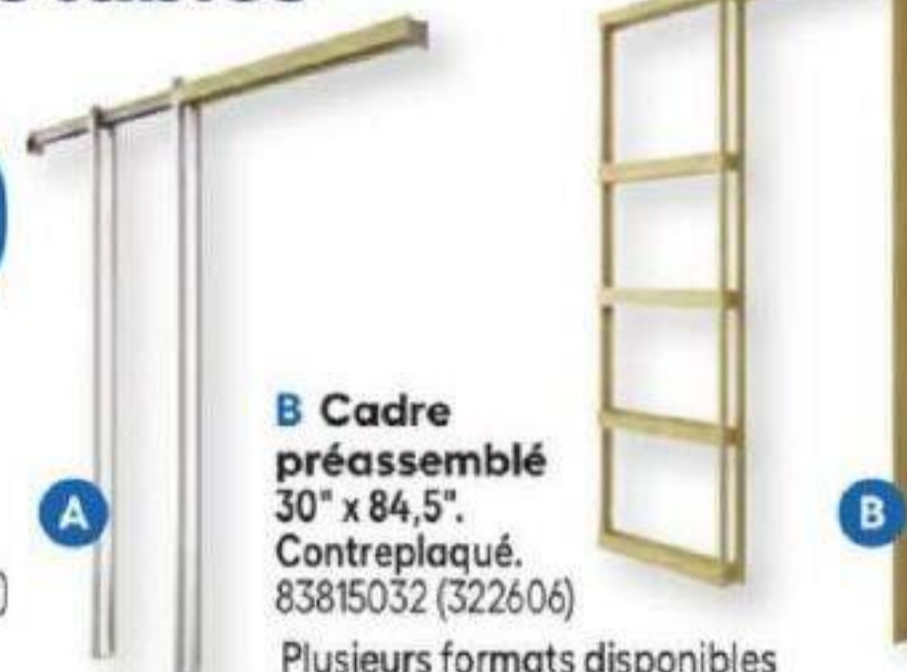 A
B Cadre
préassemblé
30" x 84,5".
Contreplaqué.
83815032 (322606)
Plusieurs formats disponibles
B